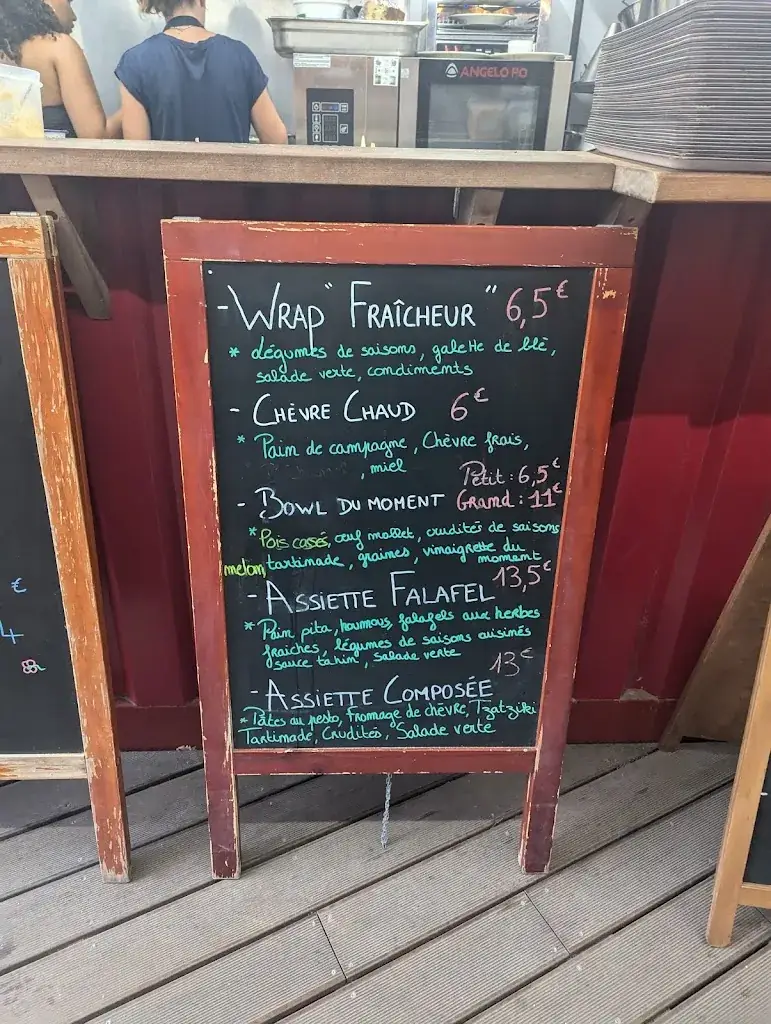 ANGELO PO
- WRAP "FRAÎCHEUR" 6,5€
* Légumes de saisons, galette de blé,
salade verte, condiments
- CHÈVRE CHAUD 6€
* Pain de campagne, Chèvre frais,
, miel
Petit : 6,5€
- BOWL DU MOMENT Grand : 11€
* Pois cassés, œuf mollet, crudités de saisons
melon, tartinade, graines, vinaigrette du
moment
13,5€
- ASSIETTE FALAFEL
* Pain pita, houmous, falafels aux herbes
fraiches, légumes de saisons cuisinés
sauce tahin, salade verte
13€
- ASSIETTE COMPOSÉE
* Pâtes au pesto, Fromage de chèvre, Tzatziki
Tartinade, Crudités, Salade verte
€
4